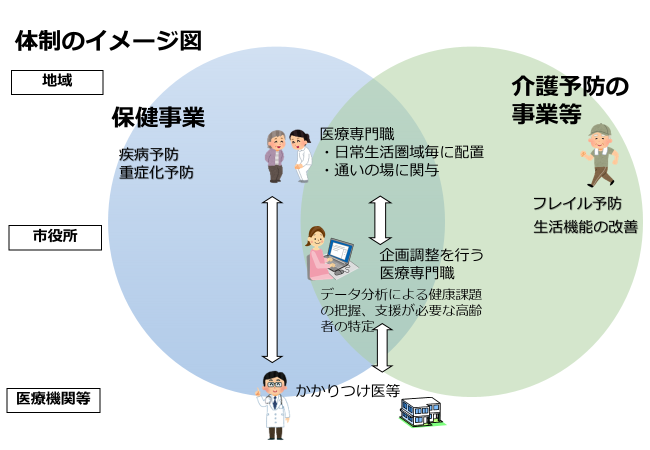 体制のイメージ図
地域
保健事業
疾病予防
重症化予防
医療専門職
・日常生活圏域毎に配置
・通いの場に関与
介護予防の
事業等
フレイル予防
生活機能の改善
市役所
企画調整を行う
医療専門職
データ分析による健康課題
の把握、支援が必要な高齢
者の特定
医療機関等
かかりつけ医等